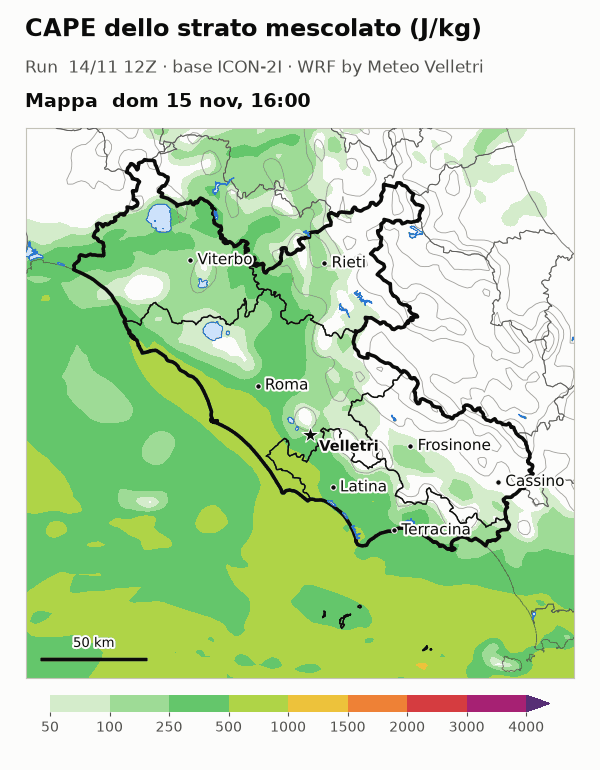 CAPE dello strato mescolato (J/kg)
Run  14/11 12Z · base ICON-2I · WRF by Meteo Velletri
Mappa  dom 15 nov, 16:00
Viterbo
Rieti
Roma
Velletri
Frosinone
Cassino
Latina
Terracina
50 km
50 100 250 500 1000 1500 2000 3000 4000